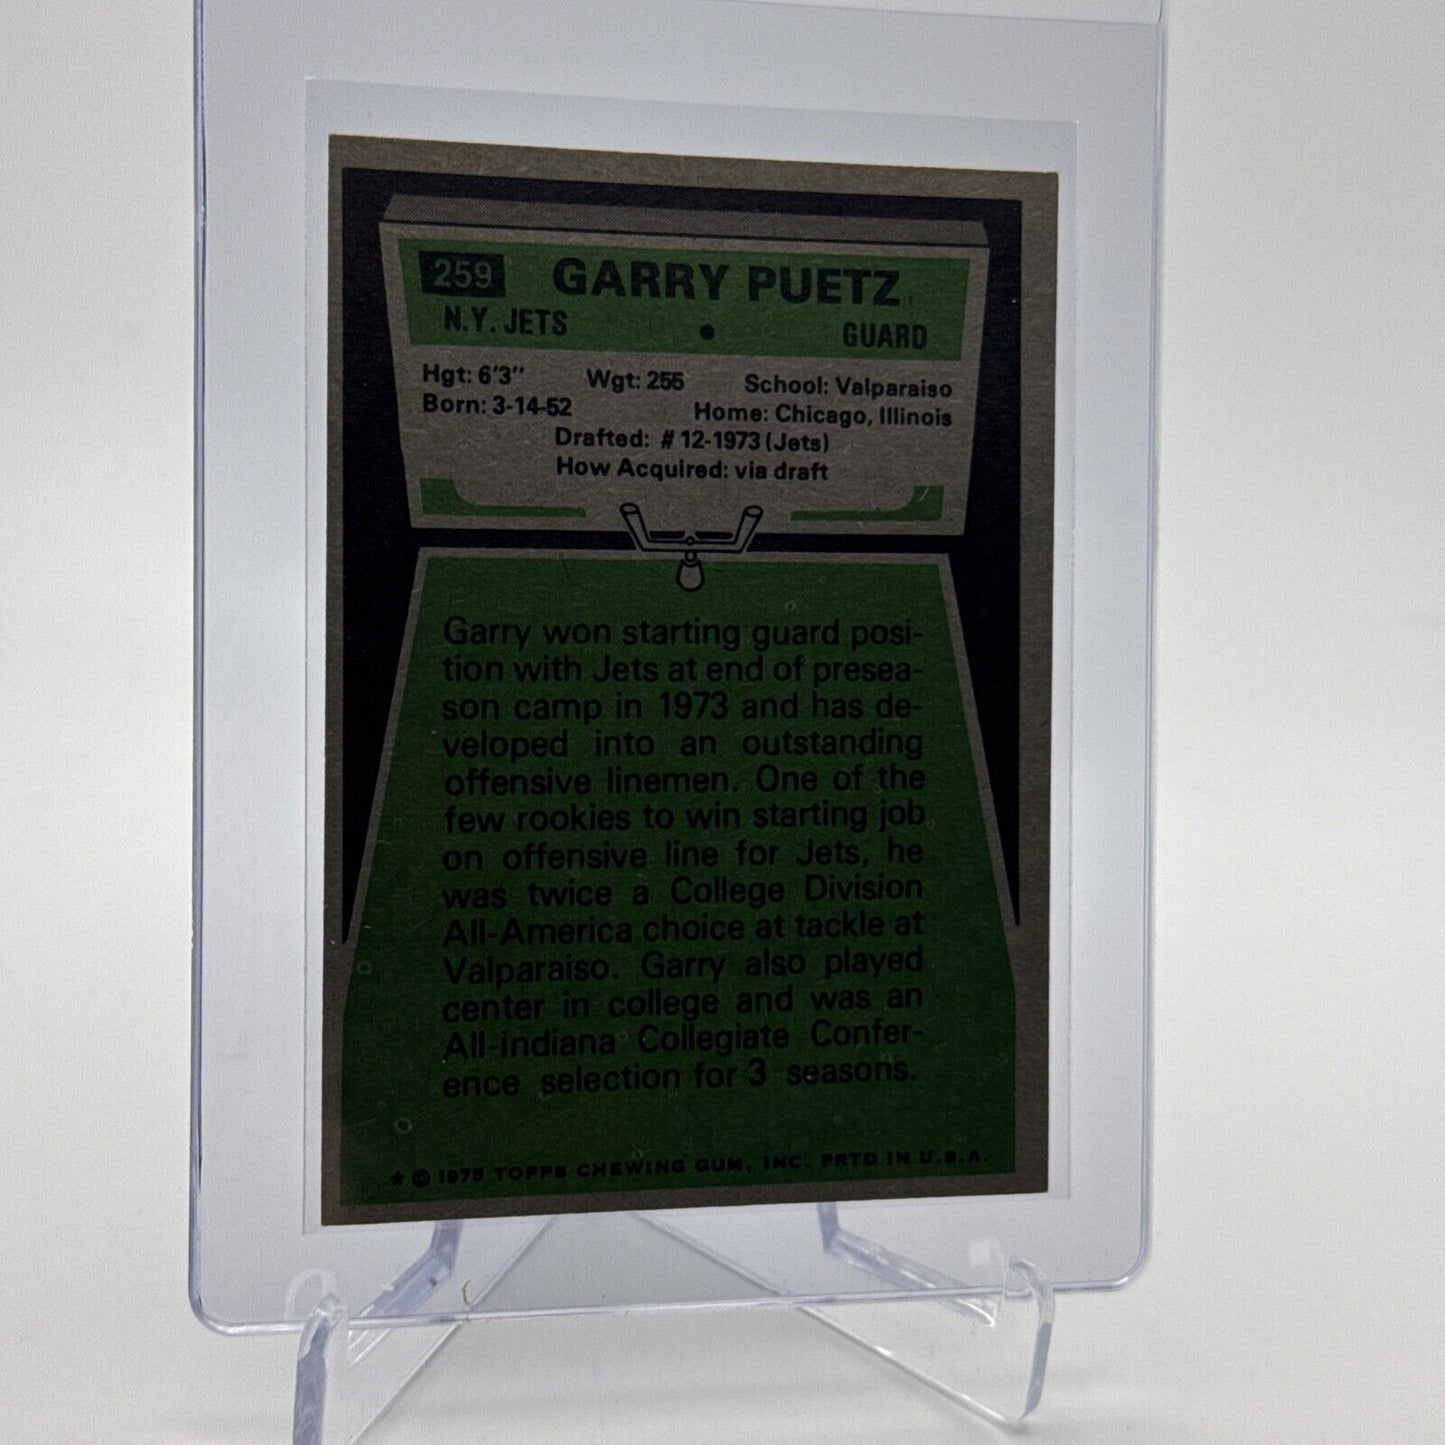 259 GARRY PUETZ
N.Y. JETS • GUARD
Hgt: 6'3" Wgt: 255 School: Valparaiso
Born: 3-14-52 Home: Chicago, Illinois
Drafted: # 12-1973 (Jets)
How Acquired: via draft
Garry won starting guard posi-
tion with Jets at end of presea-
son camp in 1973 and has de-
veloped into an outstanding
offensive linemen. One of the
few rookies to win starting job
on offensive line for Jets, he
was twice a College Division
All-America choice at tackle at
Valparaiso. Garry also played
center in college and was an
All-indiana Collegiate Confer-
ence selection for 3 seasons.
★ © 1975 TOPPS CHEWING GUM, INC. PRTD IN U.S.A.